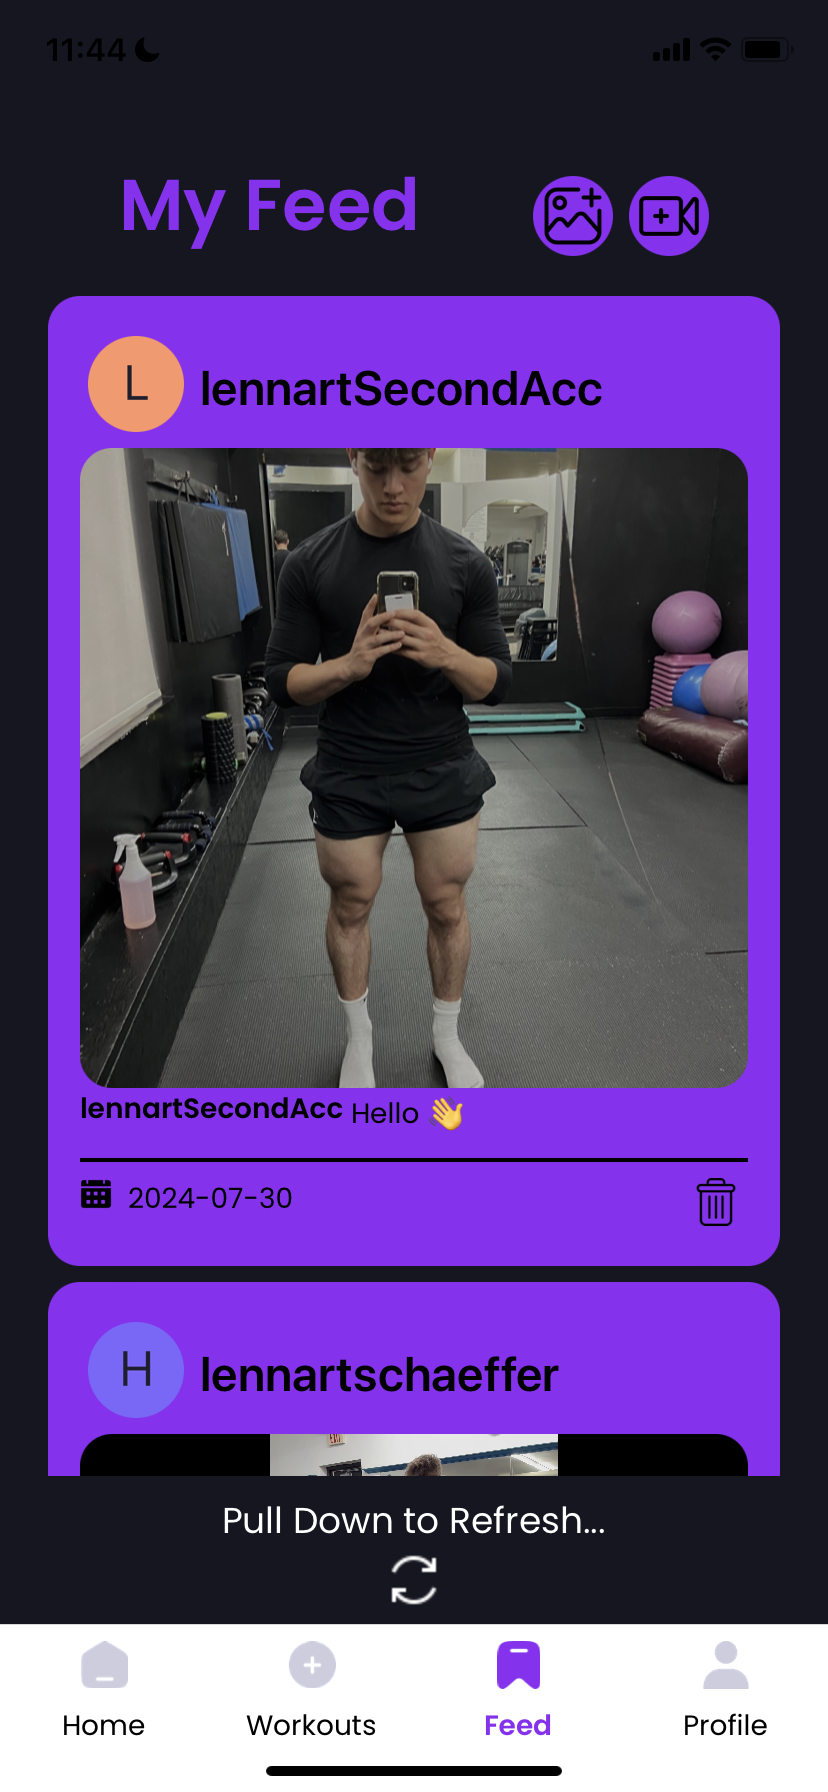 11:44
My Feed
L
lennartSecondAcc
lennartSecondAcc Hello 👋
2024-07-30
H
lennartschaeffer
Pull Down to Refresh...
Home
Workouts
Feed
Profile